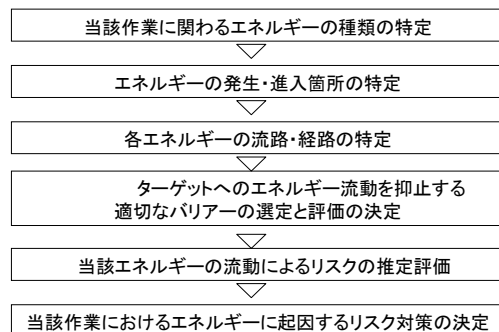 当該作業に関わるエネルギーの種類の特定
エネルギーの発生・進入箇所の特定
各エネルギーの流路・経路の特定
ターゲットへのエネルギー流動を抑止する
適切なバリアーの選定と評価の決定
当該エネルギーの流動によるリスクの推定評価
当該作業におけるエネルギーに起因するリスク対策の決定